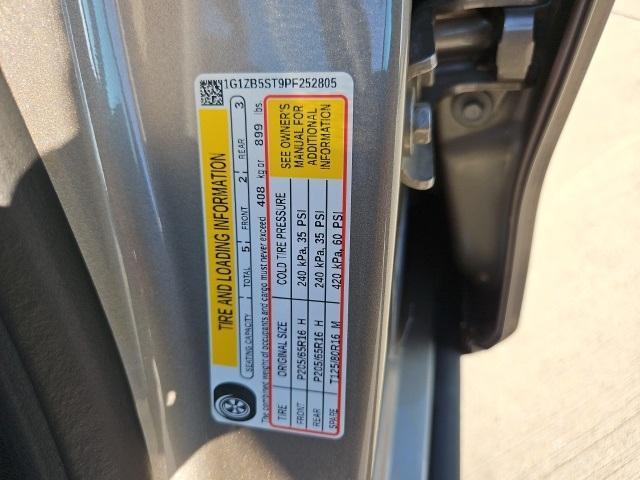 1G1ZB5ST9PF252805
TIRE AND LOADING INFORMATION
SEATING CAPACITY TOTAL 5 FRONT 2 REAR 3
The combined weight of occupants and cargo must never exceed 408 kg or 899 lbs.
TIRE ORIGINAL SIZE COLD TIRE PRESSURE
FRONT P205/65R16 H 240 kPa, 35 PSI
REAR P205/65R16 H 240 kPa, 35 PSI
SPARE T125/80R16 M 420 kPa, 60 PSI
SEE OWNER'S
MANUAL FOR
ADDITIONAL
INFORMATION